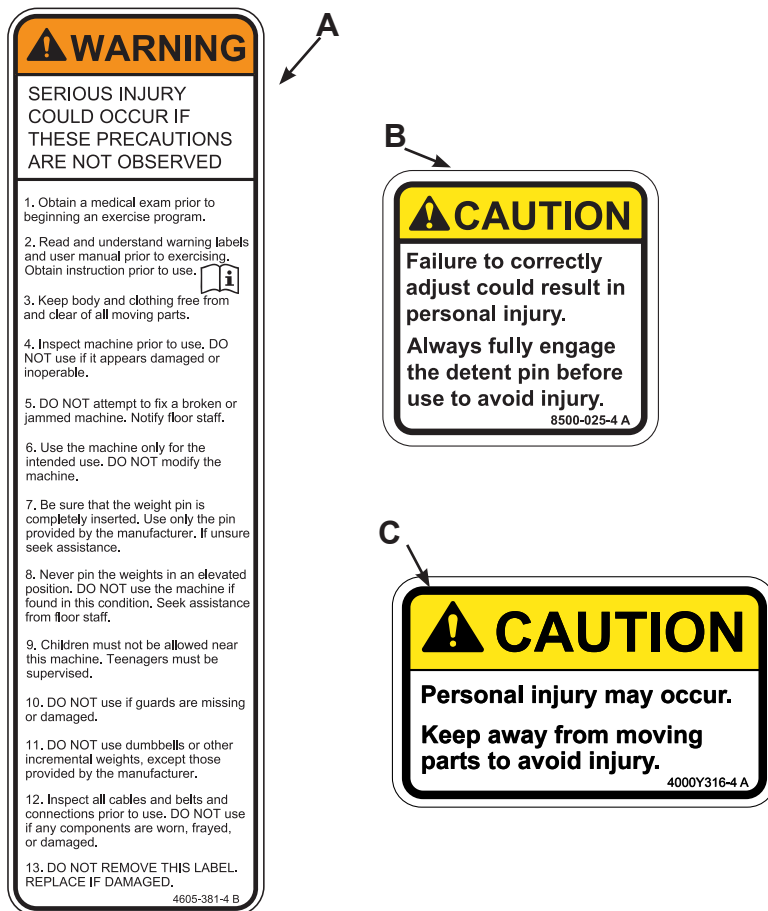 A
WARNING
SERIOUS INJURY
COULD OCCUR IF
THESE PRECAUTIONS
ARE NOT OBSERVED
1. Obtain a medical exam prior to
beginning an exercise program.
2. Read and understand warning labels
and user manual prior to exercising.
Obtain instruction prior to use.
i
3. Keep body and clothing free from
and clear of all moving parts.
4. Inspect machine prior to use. DO
NOT use if it appears damaged or
inoperable.
5. DO NOT attempt to fix a broken or
jammed machine. Notify floor staff.
6. Use the machine only for the
intended use. DO NOT modify the
machine.
7. Be sure that the weight pin is
completely inserted. Use only the pin
provided by the manufacturer. If unsure
seek assistance.
8. Never pin the weights in an elevated
position. DO NOT use the machine if
found in this condition. Seek assistance
from floor staff.
9. Children must not be allowed near
this machine. Teenagers must be
supervised.
10. DO NOT use if guards are missing
or damaged.
11. DO NOT use dumbbells or other
incremental weights, except those
provided by the manufacturer.
12. Inspect all cables and belts and
connections prior to use. DO NOT use
if any components are worn, frayed,
or damaged.
13. DO NOT REMOVE THIS LABEL.
REPLACE IF DAMAGED.
4605-381-4 B
B
CAUTION
Failure to correctly
adjust could result in
personal injury.
Always fully engage
the detent pin before
use to avoid injury.
8500-025-4 A
C
CAUTION
Personal injury may occur.
Keep away from moving
parts to avoid injury.
4000Y316-4 A